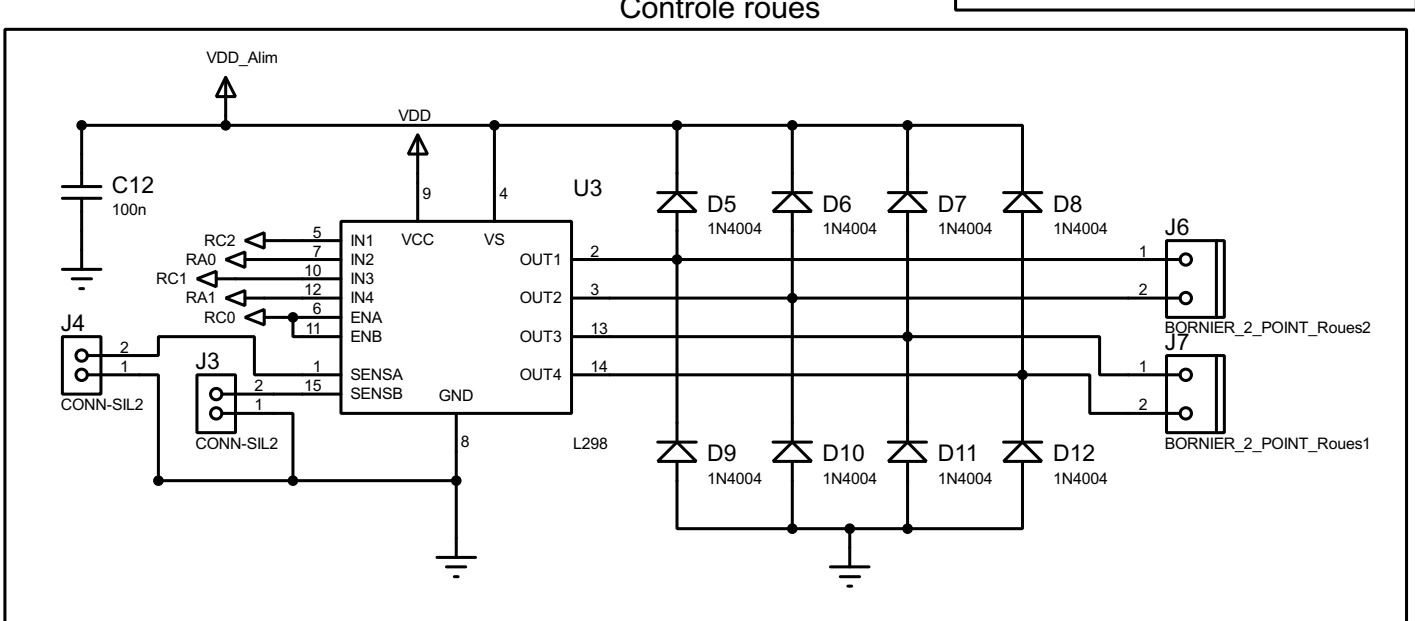 Contrôle roues
VDD_Alim
VDD
C12
100n
9
4
U3
VCC
VS
RC2
5
IN1
RA0
7
IN2
RC1
10
IN3
RA1
12
IN4
RC0
6
ENA
11
ENB
1
SENSA
15
SENSB
GND
8
L298
OUT1
2
OUT2
3
OUT3
13
OUT4
14
J4
2
1
CONN-SIL2
J3
2
1
CONN-SIL2
D5
1N4004
D6
1N4004
D7
1N4004
D8
1N4004
D9
1N4004
D10
1N4004
D11
1N4004
D12
1N4004
J6
1
2
BORNIER_2_POINT_Roues2
J7
1
2
BORNIER_2_POINT_Roues1